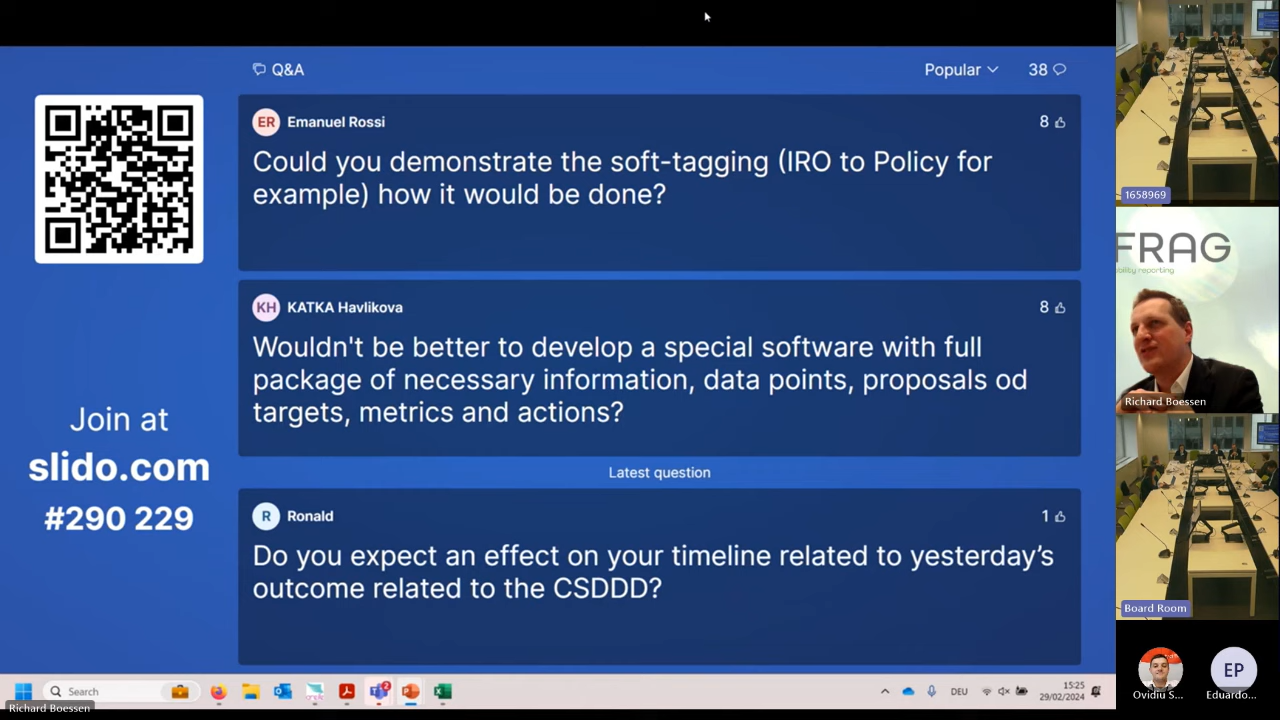 Q&A
Popular
38
ER
Emanuel Rossi
8
Could you demonstrate the soft-tagging (IRO to Policy for
example) how it would be done?
KH
KATKA Havlikova
8
Wouldn't be better to develop a special software with full
package of necessary information, data points, proposals od
targets, metrics and actions?
Latest question
R
Ronald
1
Do you expect an effect on your timeline related to yesterday's
outcome related to the CSDDD?
Join at
slido.com
#290 229
Search
2
DEU
15:25
29/02/2024
Richard Boessen
1658969
FRAG
bility reporting
Richard Boessen
Board Room
Ovidiu S...
EP
Eduardo...